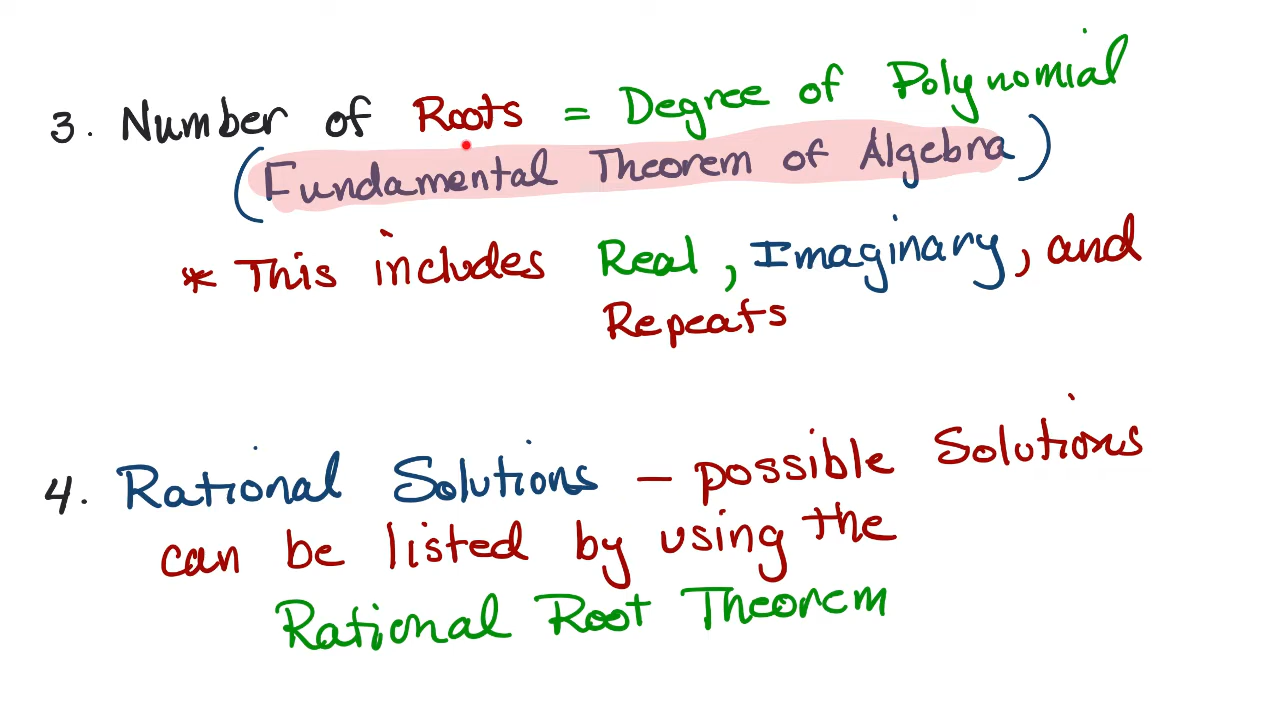 3. Number of Roots = Degree of Polynomial
(Fundamental Theorem of Algebra)
* This includes Real, Imaginary, and
Repeats
4. Rational Solutions – possible Solutions
can be listed by using the
Rational Root Theorem